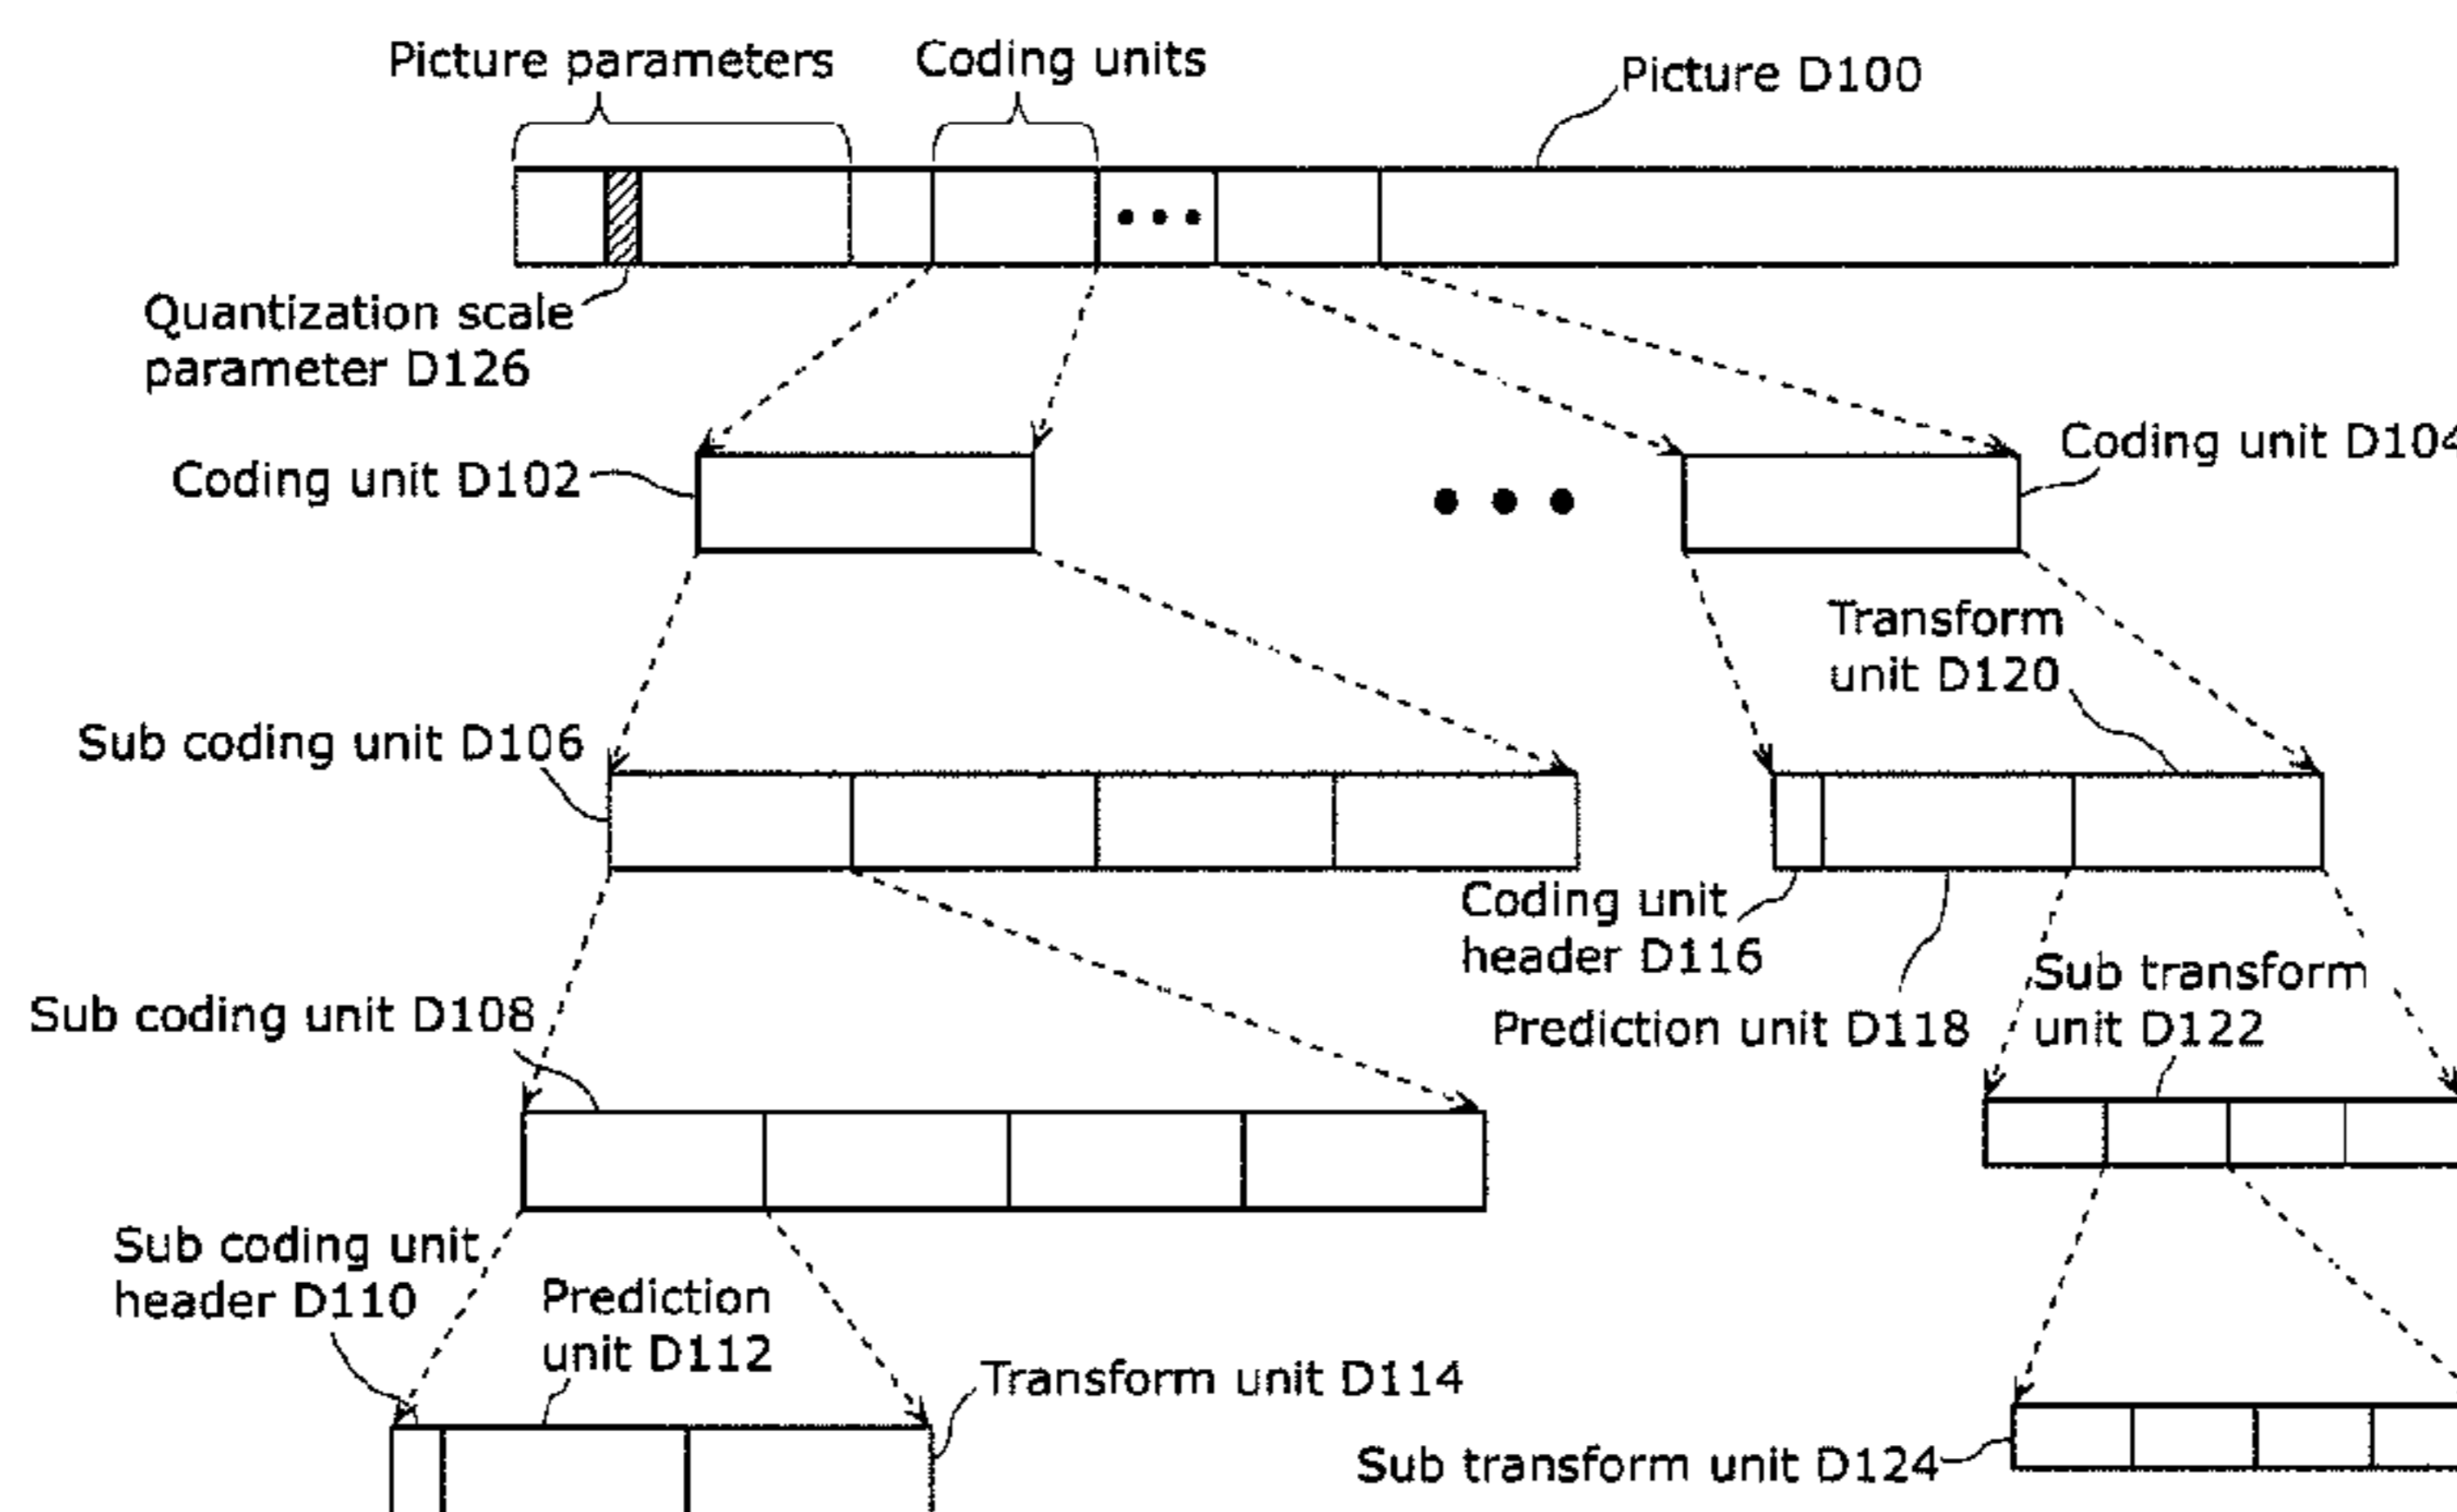 Picture parameters
Coding units
Picture D100
Quantization scale
parameter D126
Coding unit D102
Coding unit D104
Transform
unit D120
Sub coding unit D106
Coding unit
header D116
Sub transform
unit D122
Prediction unit D118
Sub coding unit D108
Sub coding unit
header D110
Prediction
unit D112
Transform unit D114
Sub transform unit D124